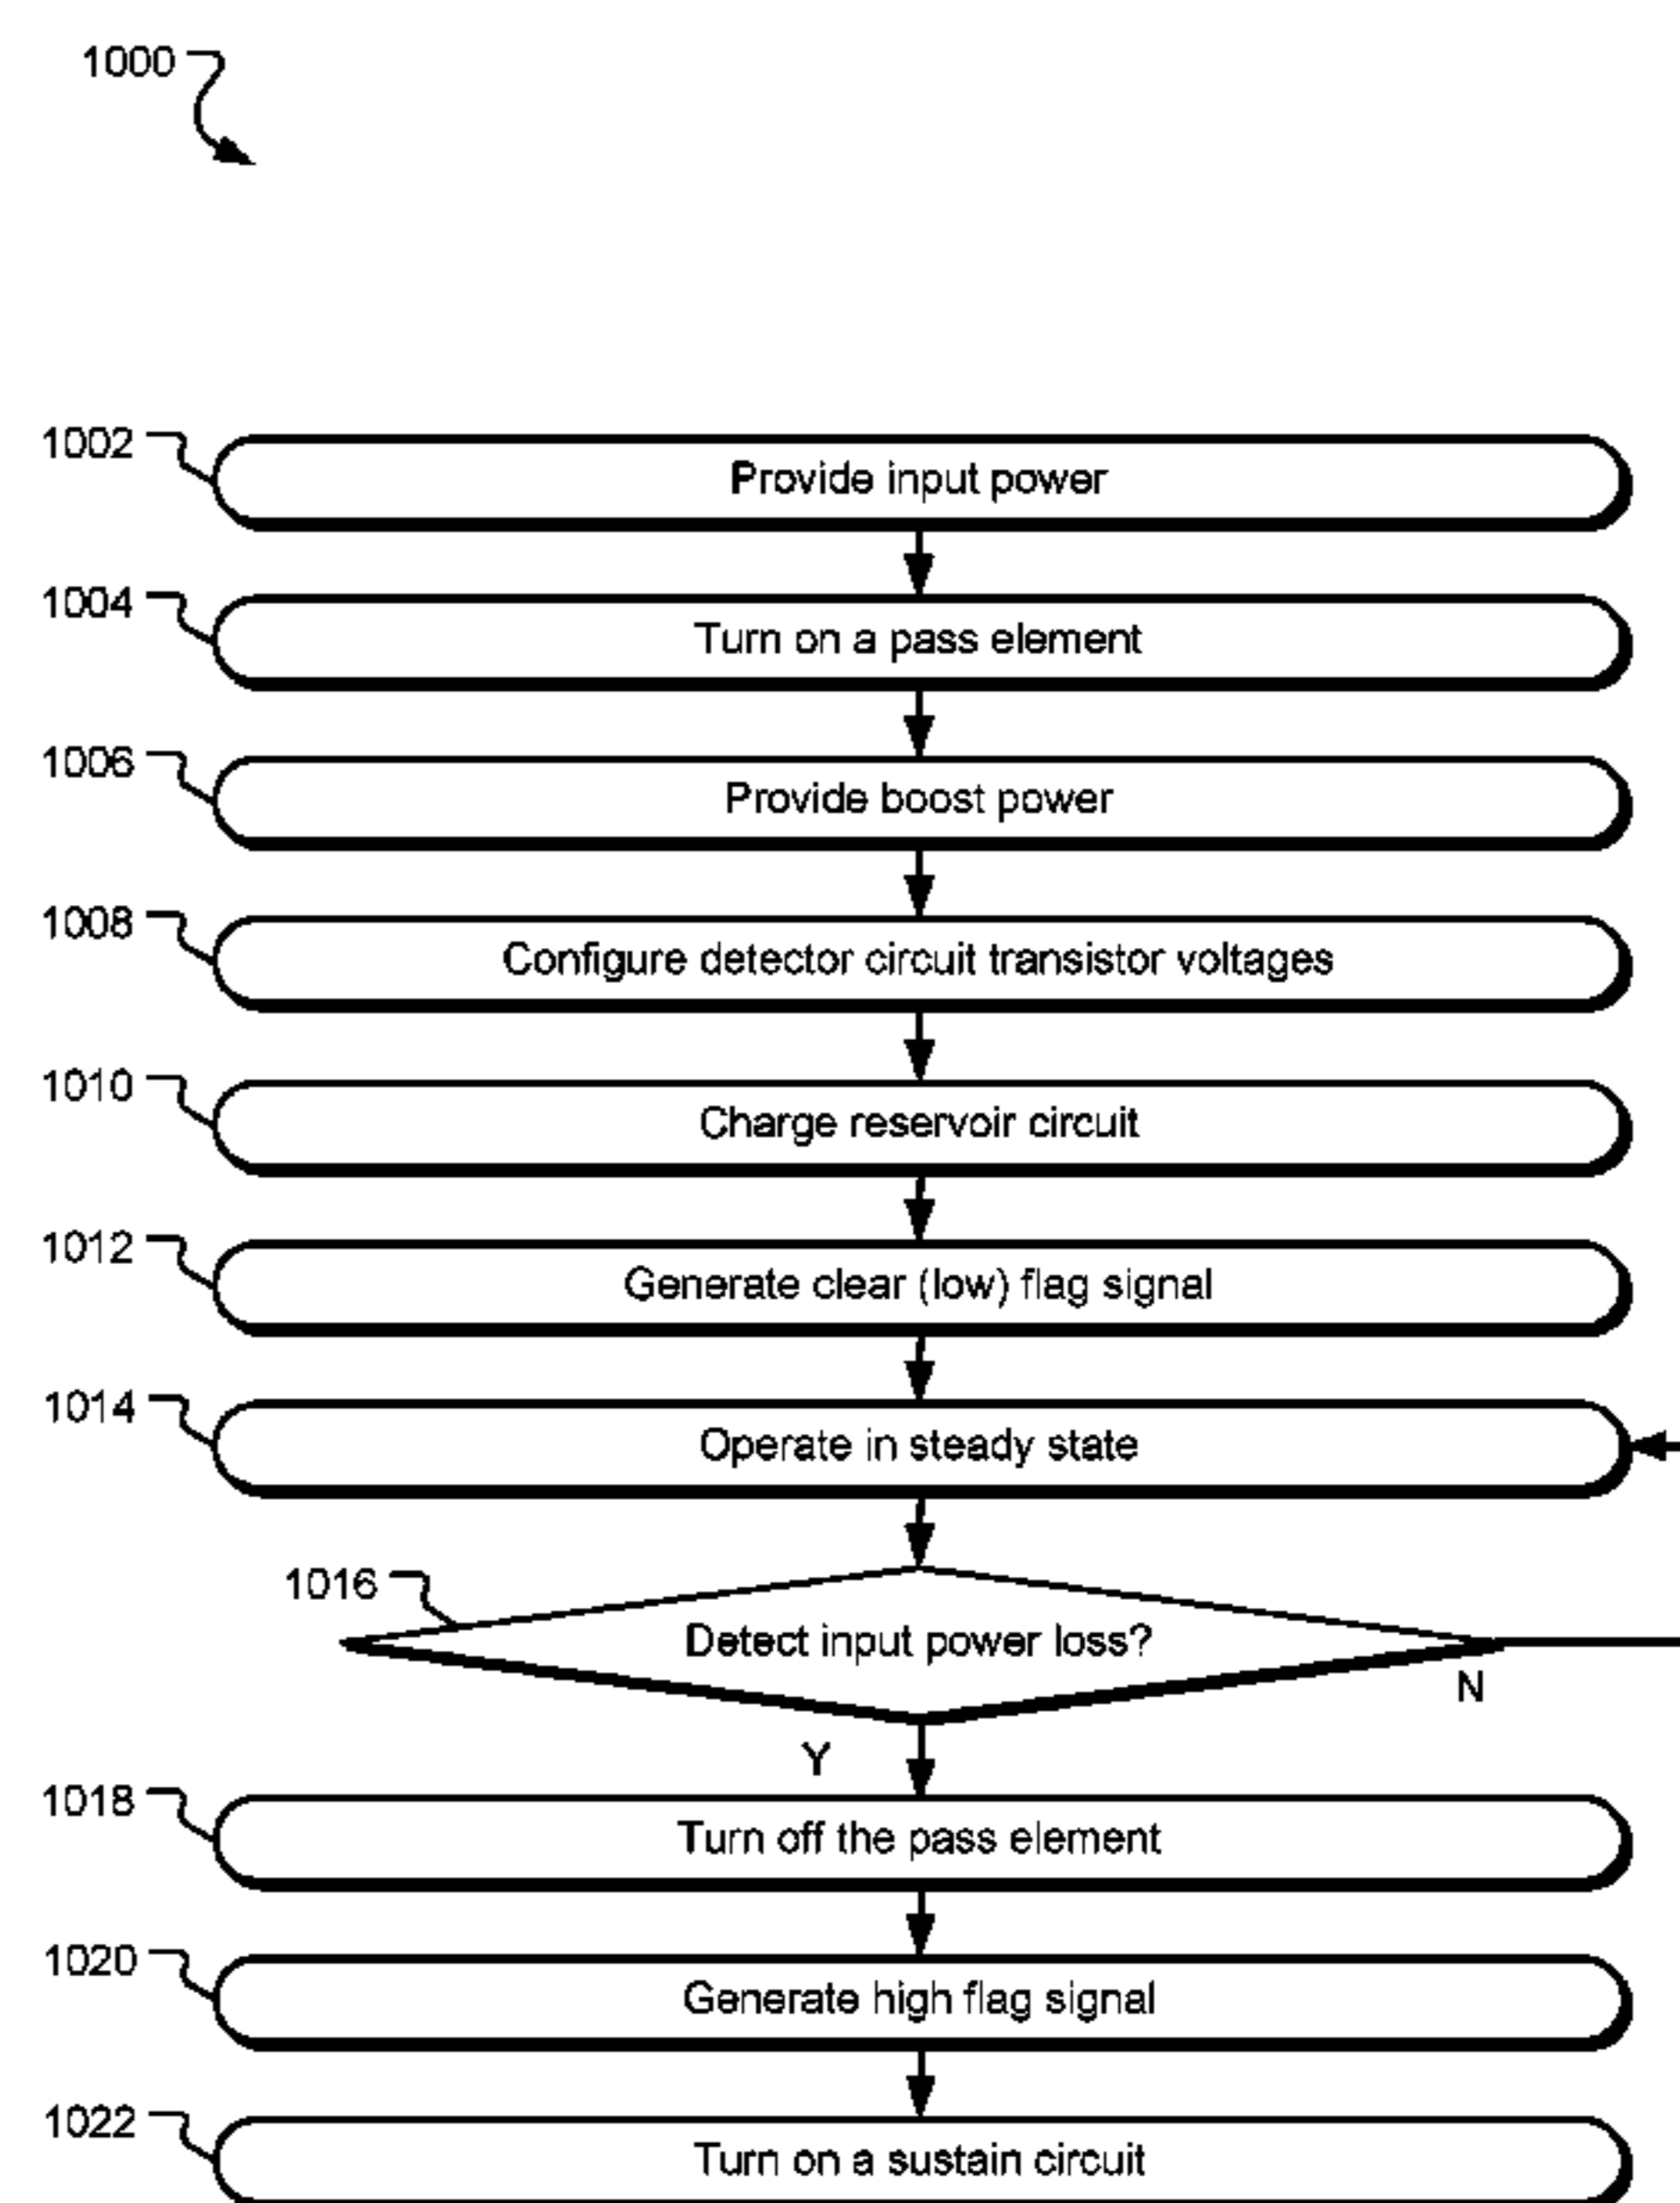 1000
1002
Provide input power
1004
Turn on a pass element
1006
Provide boost power
1008
Configure detector circuit transistor voltages
1010
Charge reservoir circuit
1012
Generate clear (low) flag signal
1014
Operate in steady state
1016
Detect input power loss?
N
Y
1018
Turn off the pass element
1020
Generate high flag signal
1022
Turn on a sustain circuit